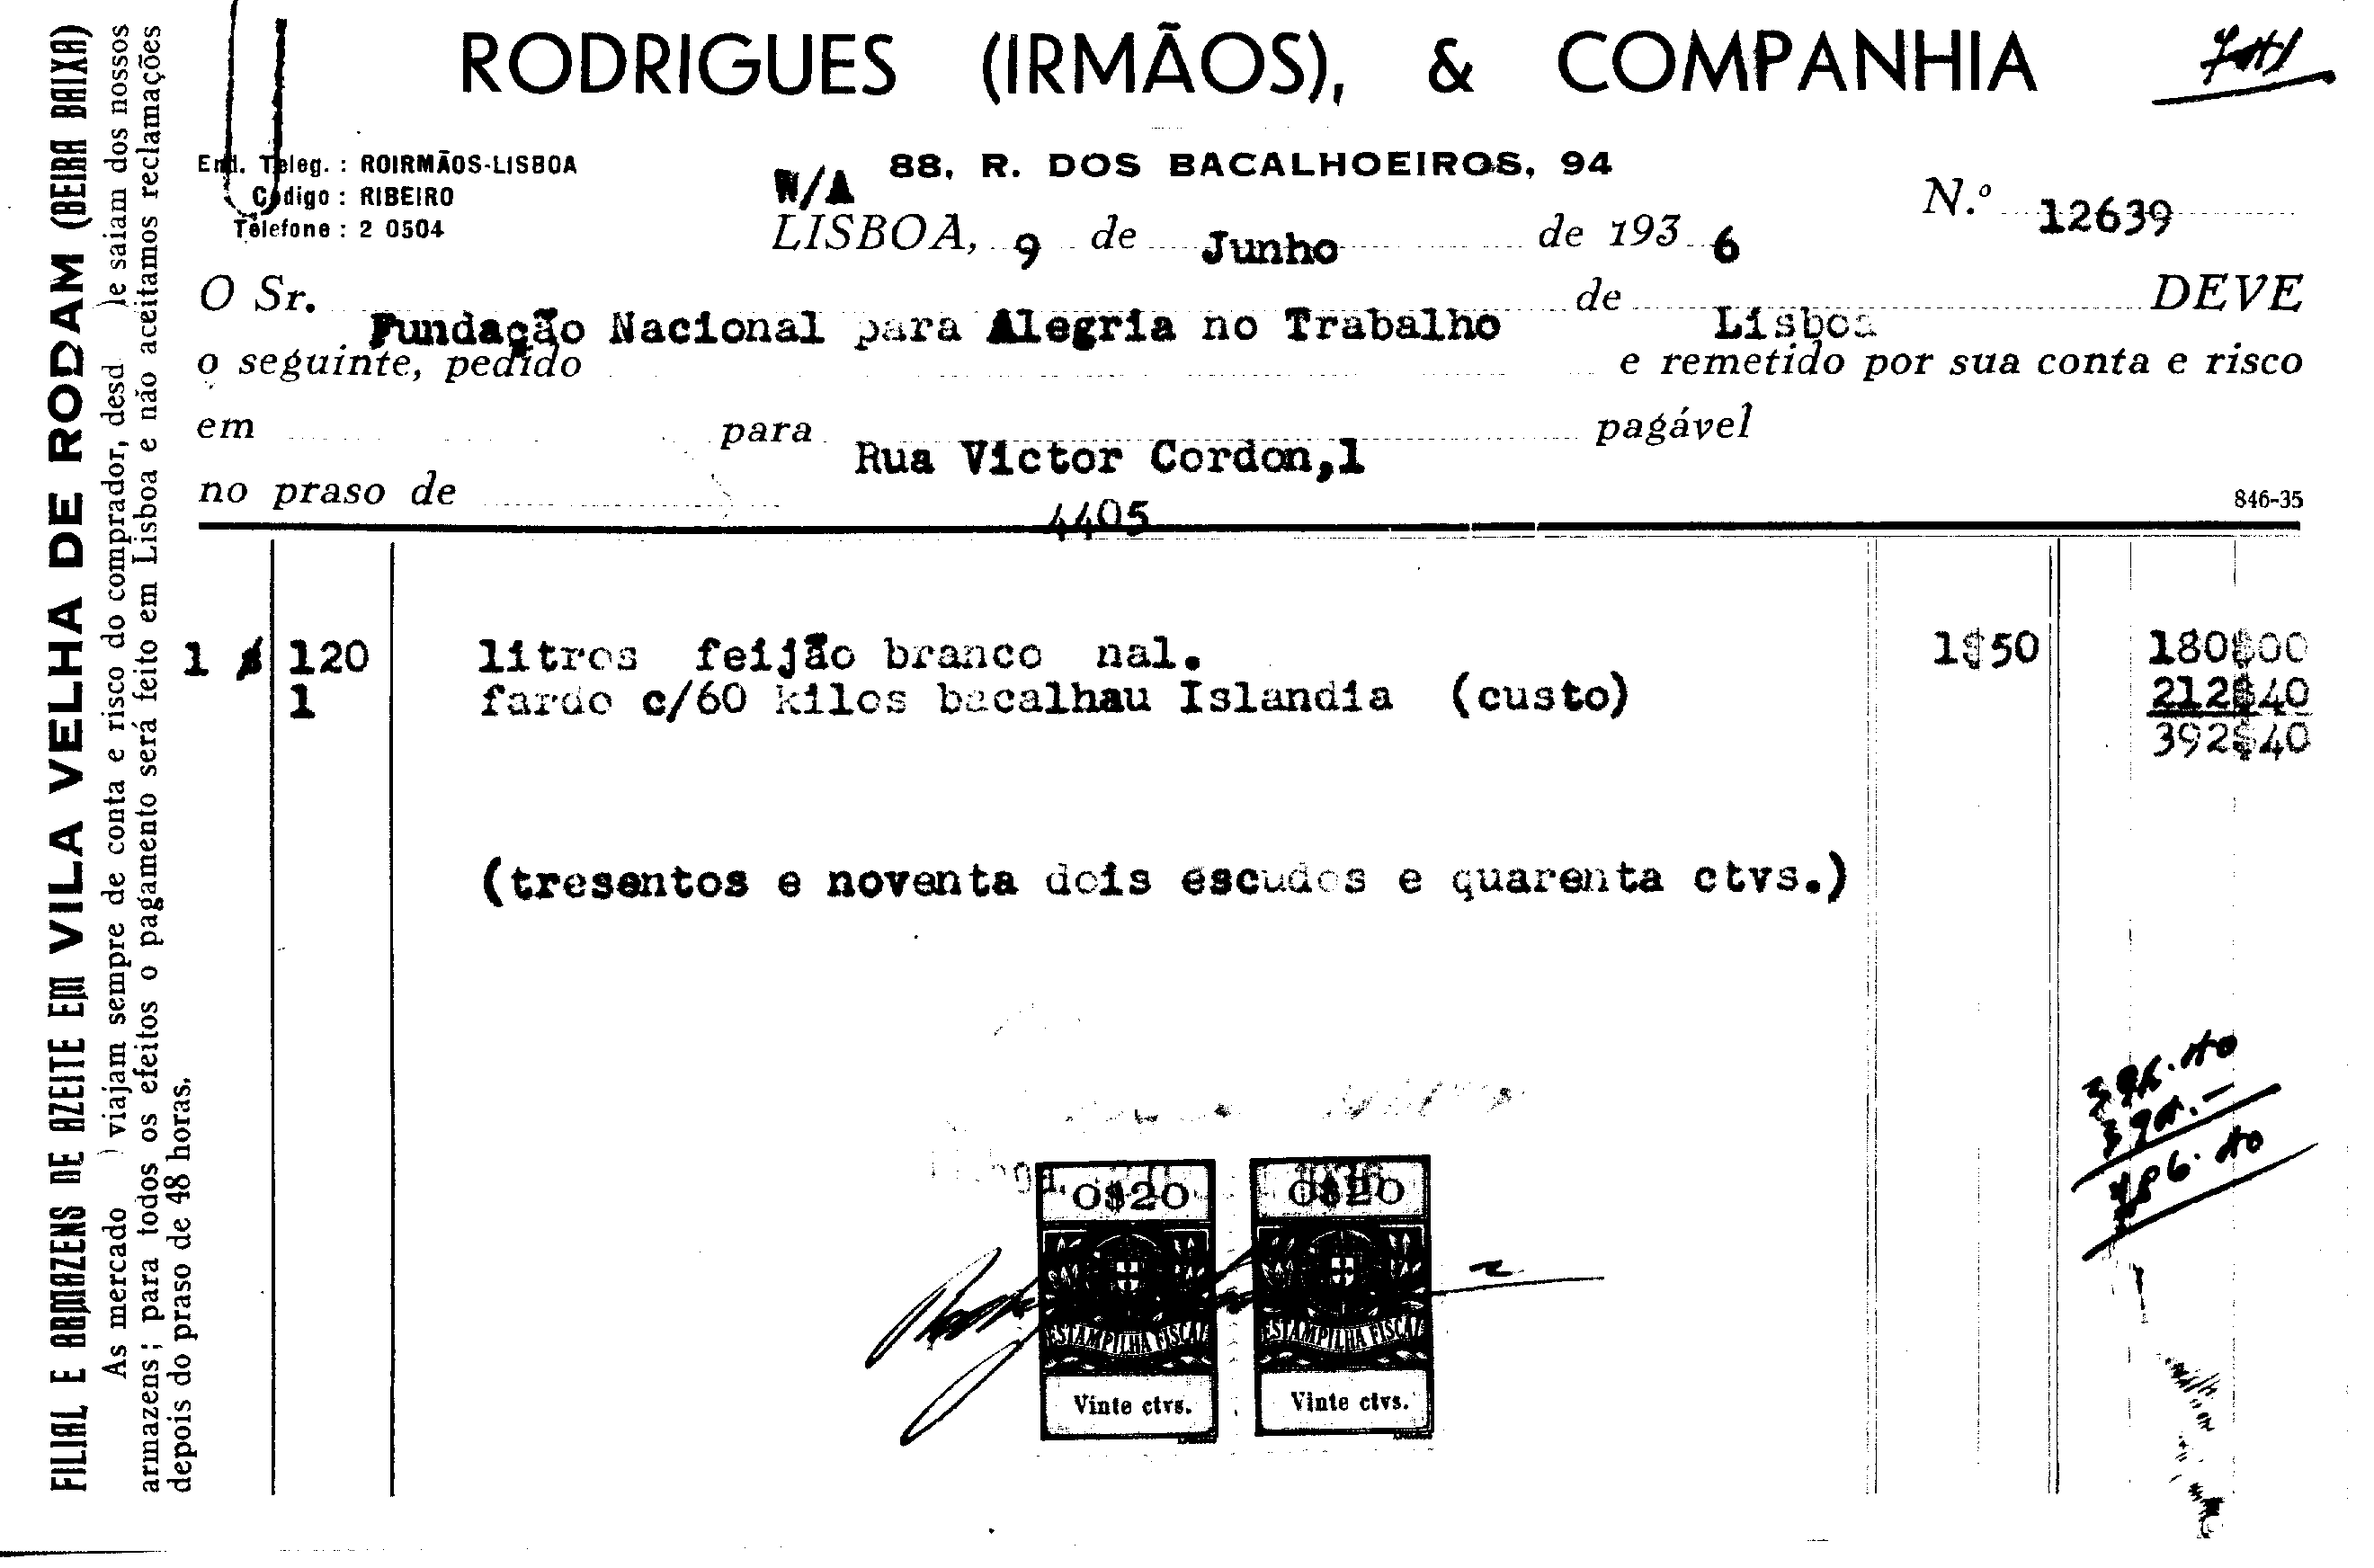 RODRIGUES (IRMÃOS), & COMPANHIA
End. Teleg. : ROIRMÃOS-LISBOA
Código : RIBEIRO
Telefone : 2 0504
88, R. DOS BACALHOEIROS, 94
W/A
N.º 12639
LISBOA, 9 de Junho de 1936
O Sr. Fundação Nacional para Alegria no Trabalho de Lisboa DEVE
o seguinte, pedido e remetido por sua conta e risco
em para Rua Victor Cordon,1 pagável
no praso de
4405
846-35
1 120 litros feijão branco nal. 1$50 180$00
1 fardo c/60 kilos bacalhau Islandia (custo) 212$40
392$40
(tresentos e noventa dois escudos e quarenta ctvs.)
0$20 0$20
ESTAMPILHA FISCAL ESTAMPILHA FISCAL
Vinte ctvs. Vinte ctvs.
FILIAL E ARMAZENS DE AZEITE EM VILA VELHA DE RODAM (BEIRA BAIXA)
As mercado ) viajam sempre de conta e risco do comprador, desd )e saiam dos nossos
armazens; para todos os efeitos o pagamento será feito em Lisboa e não aceitamos reclamações
depois do praso de 48 horas.